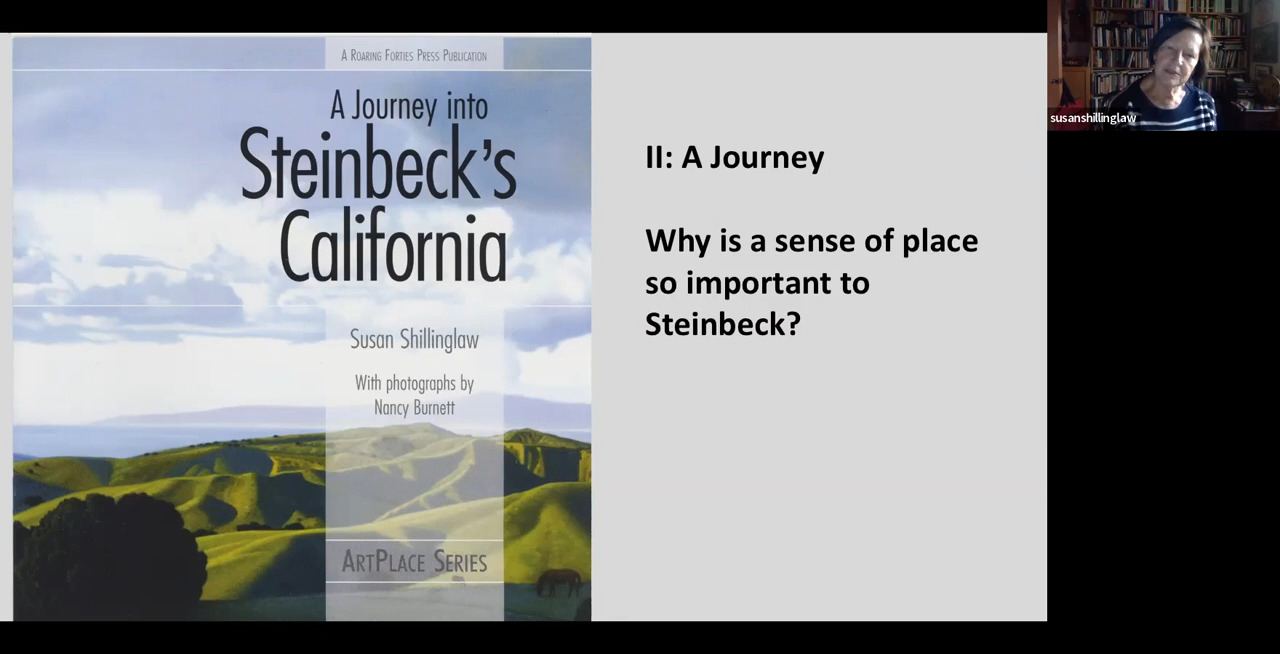 A Roaring Forties Press Publication
A Journey into
Steinbeck's
California
Susan Shillinglaw
With photographs by
Nancy Burnett
ArtPlace Series
II: A Journey
Why is a sense of place
so important to
Steinbeck?
susanshillinglaw